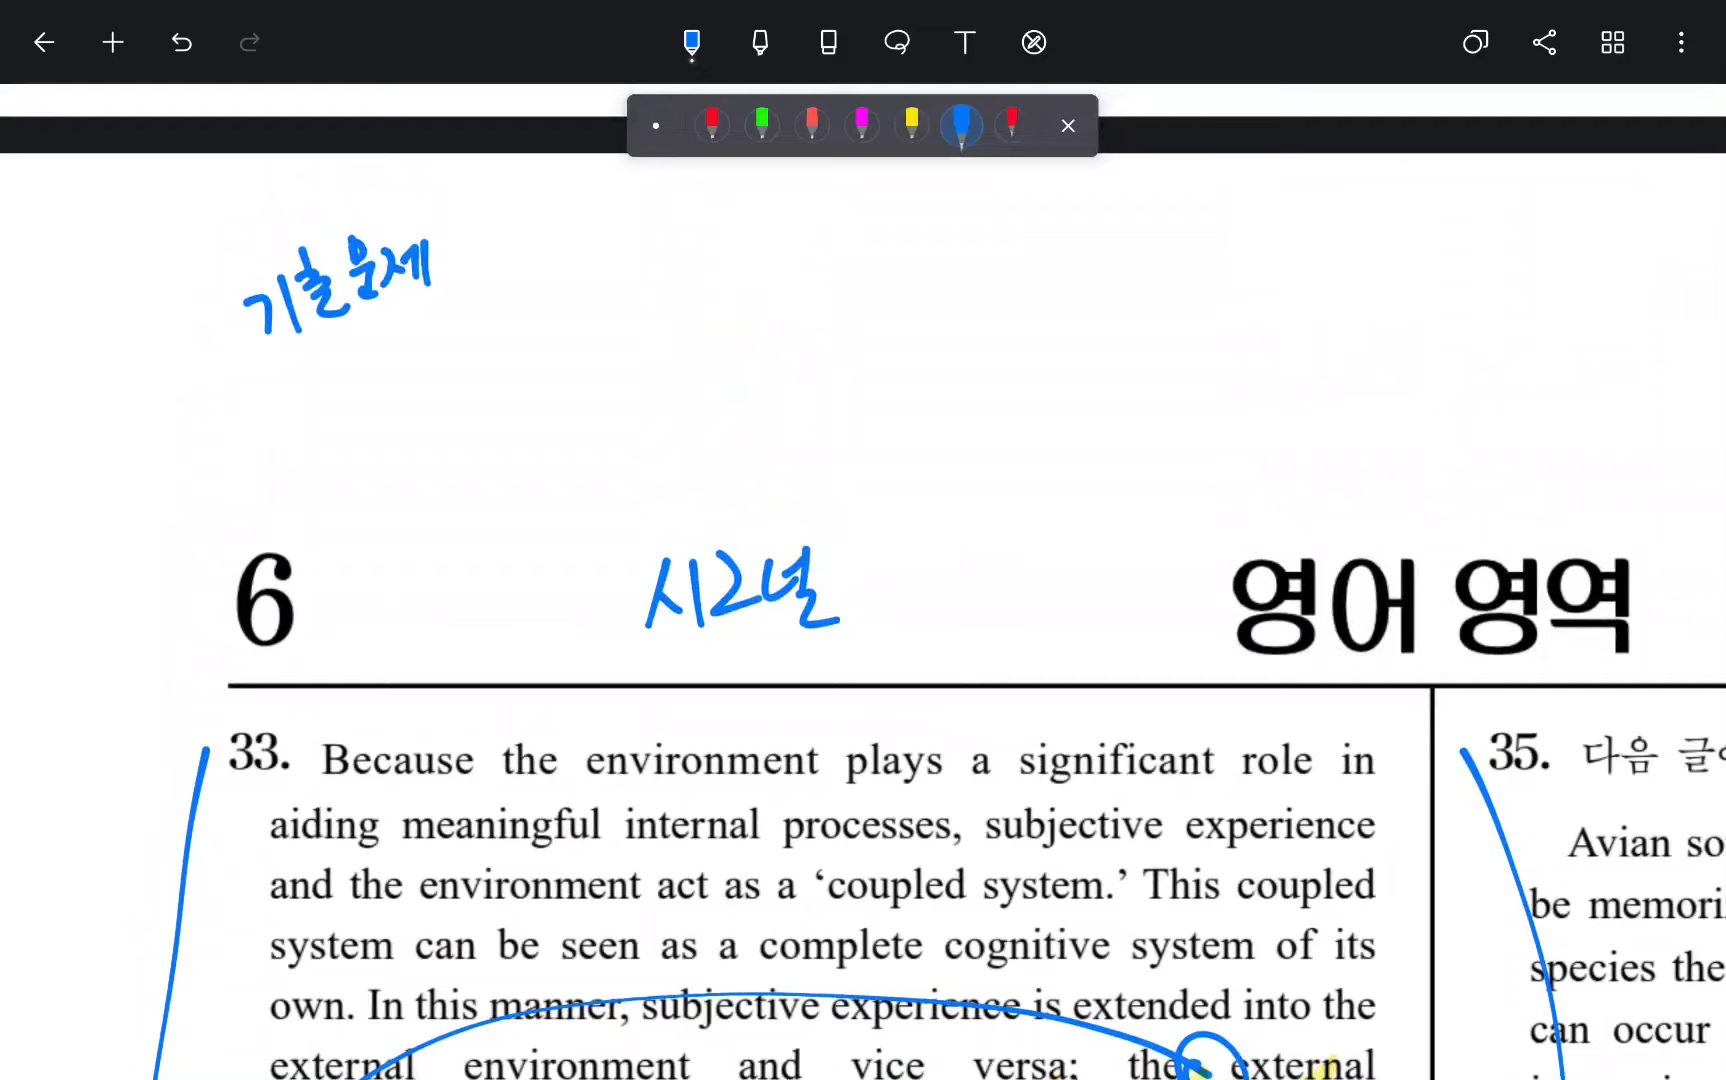 기출문제
6
시그널
영어 영역
33. Because the environment plays a significant role in
aiding meaningful internal processes, subjective experience
and the environment act as a ‘coupled system.’ This coupled
system can be seen as a complete cognitive system of its
own. In this manner, subjective experience is extended into the
external environment and vice versa; the external
35. 다음 글
Avian so
be memori
species the
can occur